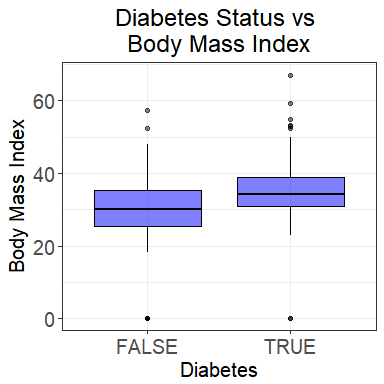 Diabetes Status vs
Body Mass Index
Body Mass Index
60
40
20
0
FALSE
TRUE
Diabetes